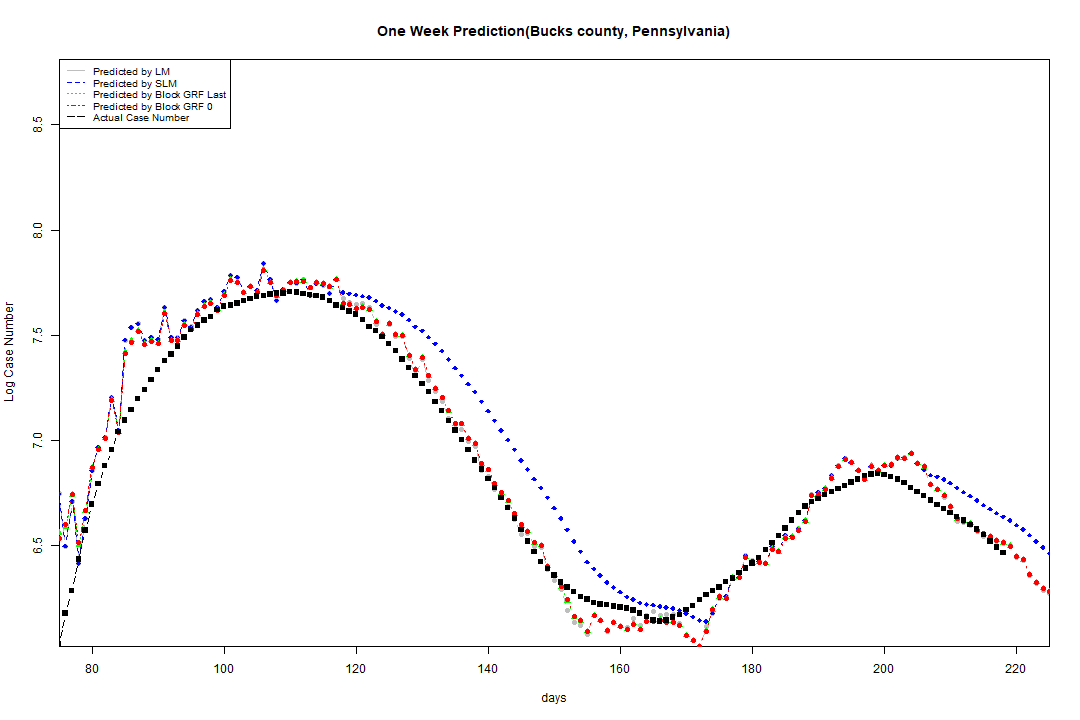 One Week Prediction(Bucks county, Pennsylvania)
Predicted by LM
Predicted by SLM
Predicted by Block GRF Last
Predicted by Block GRF 0
Actual Case Number
8.5
8.0
7.5
7.0
6.5
Log Case Number
80 100 120 140 160 180 200 220
days